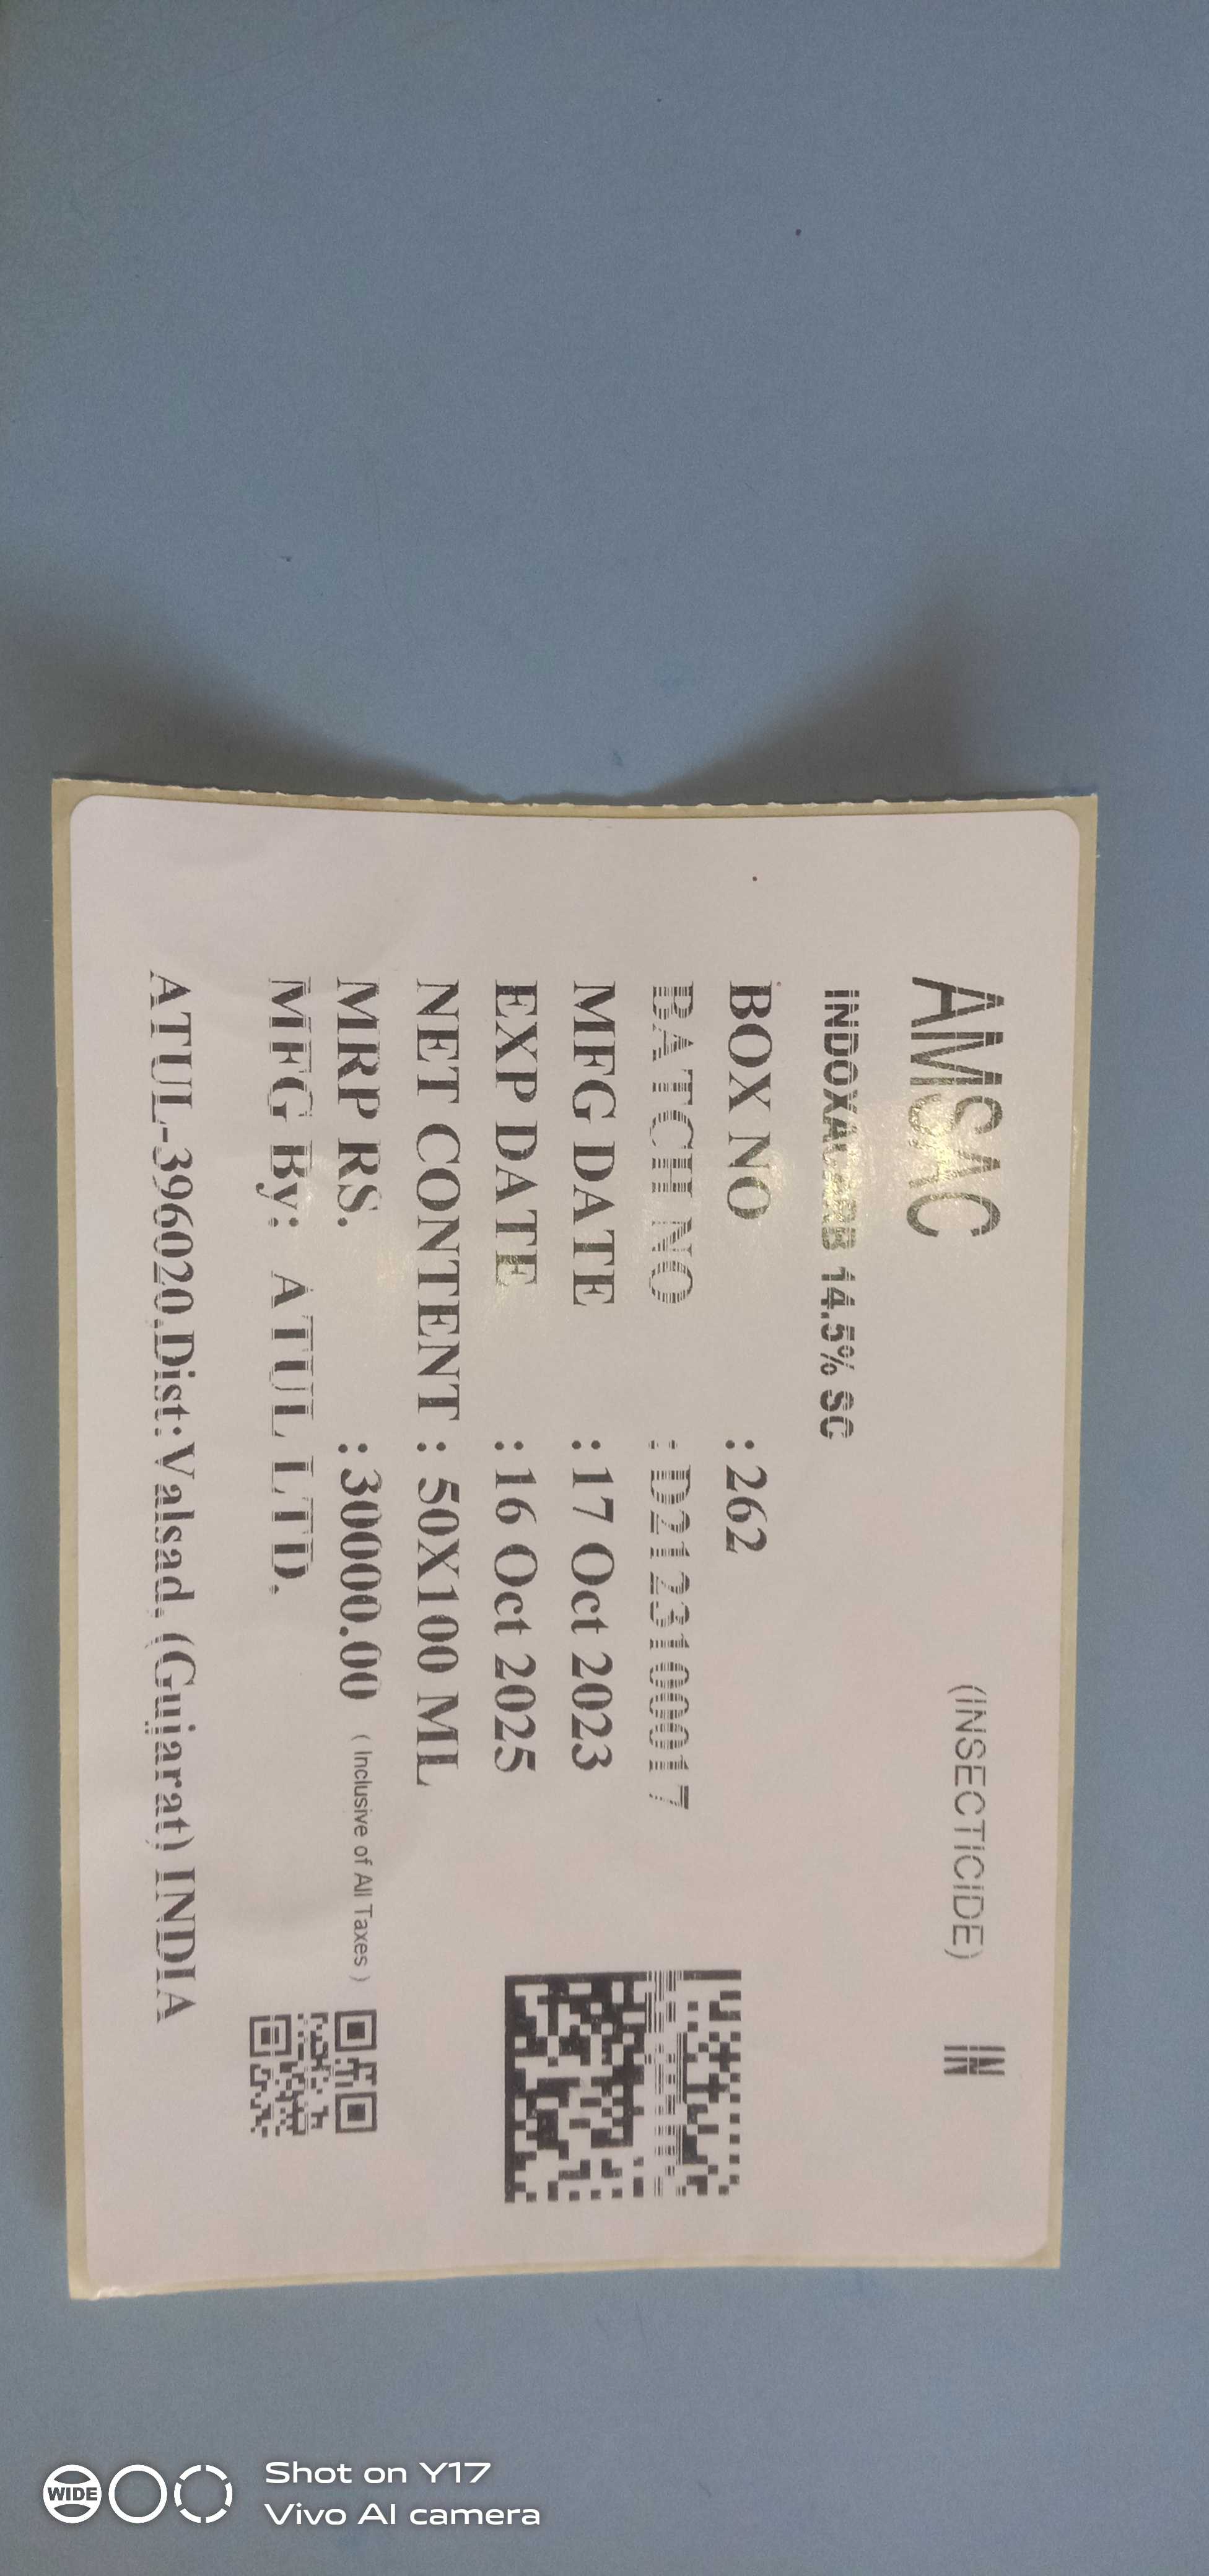 AMSAC (INSECTICIDE) IN
INDOXACARB 14.5% SC
BOX NO : 262
BATCH NO : D212310017
MFG DATE : 17 Oct 2023
EXP DATE : 16 Oct 2025
NET CONTENT : 50X100 ML
MRP RS. : 30000.00 ( Inclusive of All Taxes )
MFG By: ATUL LTD.
ATUL-396020,Dist:Valsad, (Gujarat) INDIA
WIDE
Shot on Y17
Vivo AI camera